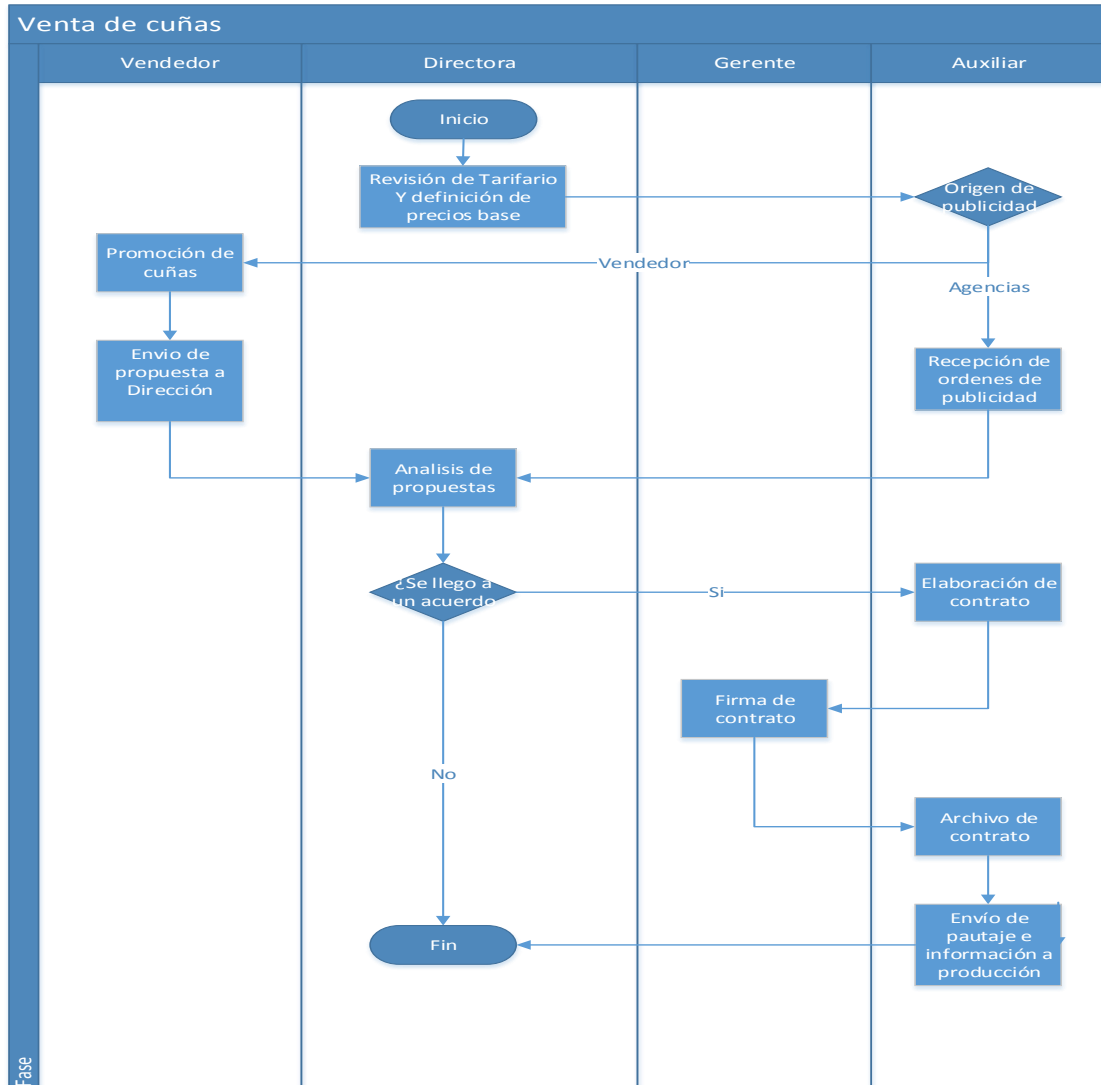 Venta de cuñas
Vendedor
Directora
Gerente
Auxiliar
Inicio
Revisión de Tarifario
Y definición de
precios base
Origen de
publicidad
Promoción de
cuñas
Vendedor
Agencias
Envio de
propuesta a
Dirección
Recepción de
ordenes de
publicidad
Analisis de
propuestas
¿Se llego a
un acuerdo
Si
Elaboración de
contrato
Firma de
contrato
No
Archivo de
contrato
Envío de
pautaje e
información a
producción
Fin
Fase